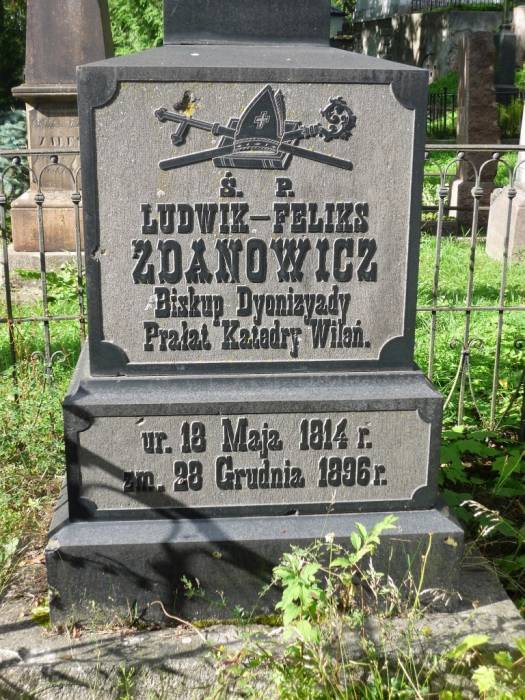 Ś. P.
LUDWIK-FELIKS
ZDANOWICZ
Biskup Dyonizyady
Prałat Katedry Wileń.
ur. 18 Maja 1814 r.
zm. 28 Grudnia 1896 r.